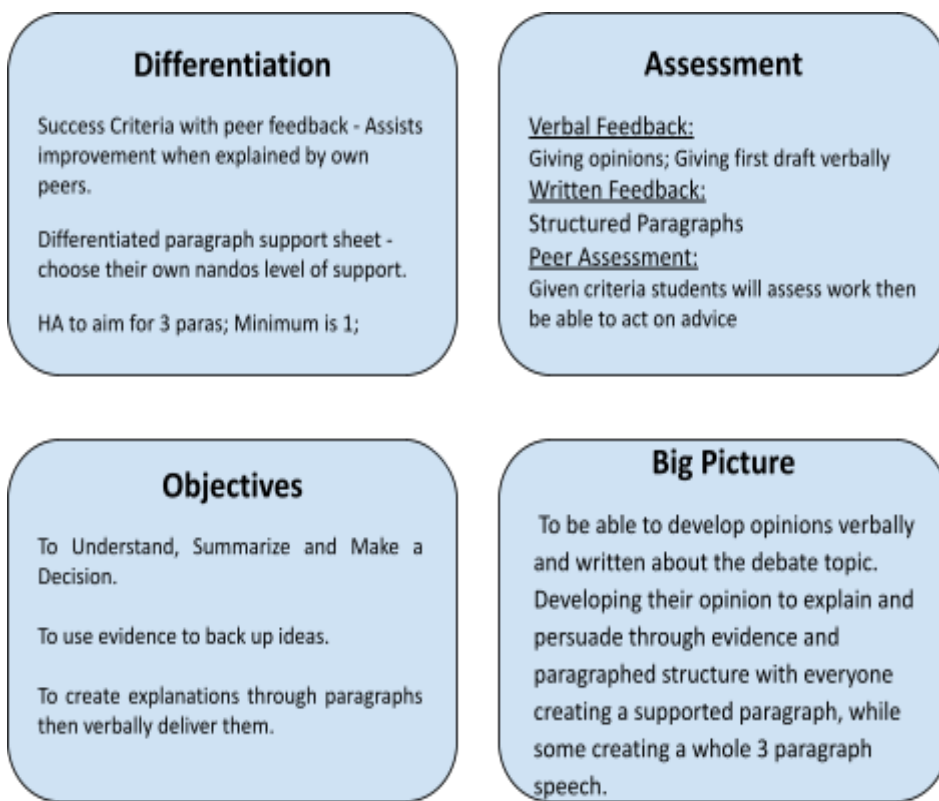 Differentiation
Success Criteria with peer feedback - Assists
improvement when explained by own
peers.
Differentiated paragraph support sheet -
choose their own nandos level of support.
HA to aim for 3 paras; Minimum is 1;
Assessment
Verbal Feedback:
Giving opinions; Giving first draft verbally
Written Feedback:
Structured Paragraphs
Peer Assessment:
Given criteria students will assess work then
be able to act on advice
Objectives
To Understand, Summarize and Make a
Decision.
To use evidence to back up ideas.
To create explanations through paragraphs
then verbally deliver them.
Big Picture
To be able to develop opinions verbally
and written about the debate topic.
Developing their opinion to explain and
persuade through evidence and
paragraphed structure with everyone
creating a supported paragraph, while
some creating a whole 3 paragraph
speech.